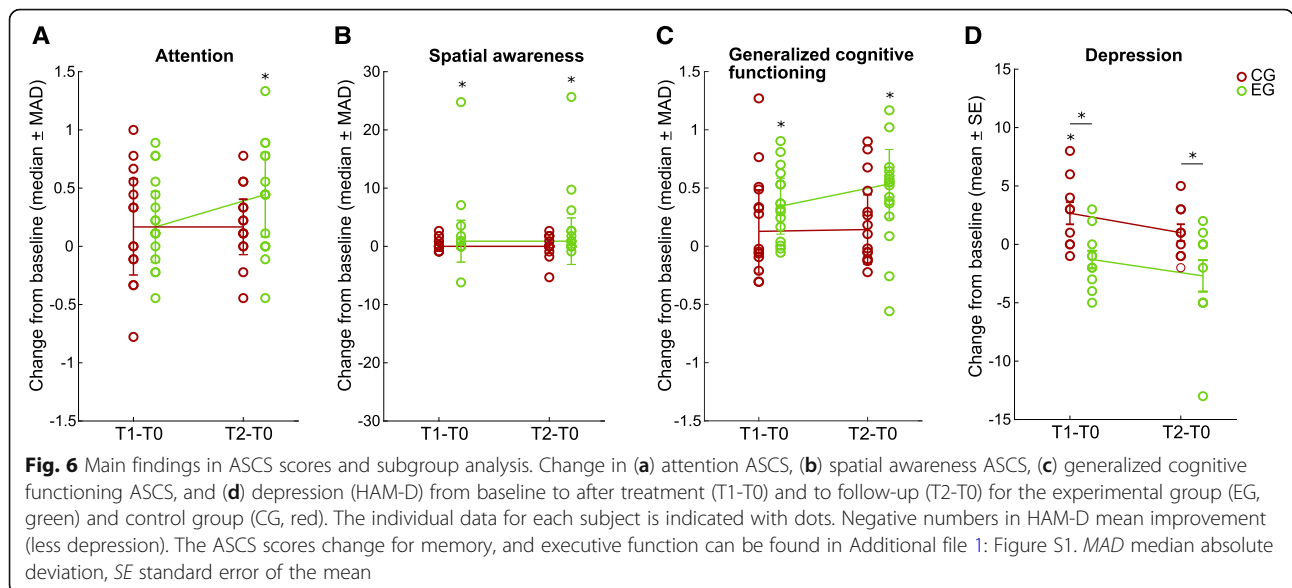 A
Attention
Change from baseline (median ± MAD)
1.5
1
0.5
0
-0.5
-1
-1.5
*
T1-T0
T2-T0
B
Spatial awareness
Change from baseline (median ± MAD)
30
20
10
0
-10
-20
-30
*
*
T1-T0
T2-T0
C
Generalized cognitive
functioning
Change from baseline (median ± MAD)
1.5
1
0.5
0
-0.5
-1
-1.5
*
*
T1-T0
T2-T0
D
Depression
Change from baseline (mean ± SE)
15
10
5
0
-5
-10
-15
*
*
*
T1-T0
T2-T0
CG
EG
Fig. 6 Main findings in ASCS scores and subgroup analysis. Change in (a) attention ASCS, (b) spatial awareness ASCS, (c) generalized cognitive
functioning ASCS, and (d) depression (HAM-D) from baseline to after treatment (T1-T0) and to follow-up (T2-T0) for the experimental group (EG,
green) and control group (CG, red). The individual data for each subject is indicated with dots. Negative numbers in HAM-D mean improvement
(less depression). The ASCS scores change for memory, and executive function can be found in Additional file 1: Figure S1. MAD median absolute
deviation, SE standard error of the mean